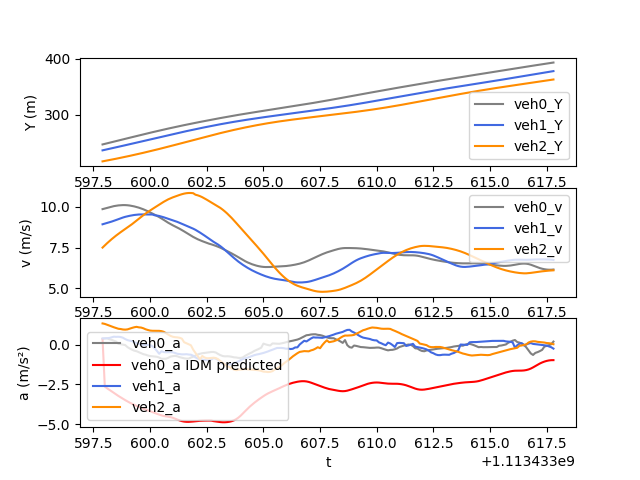 400
300
Y (m)
veh0_Y
veh1_Y
veh2_Y
597.5 600.0 602.5 605.0 607.5 610.0 612.5 615.0 617.5
10.0
7.5
5.0
v (m/s)
veh0_v
veh1_v
veh2_v
597.5 600.0 602.5 605.0 607.5 610.0 612.5 615.0 617.5
0.0
−2.5
−5.0
a (m/s²)
veh0_a
veh0_a IDM predicted
veh1_a
veh2_a
597.5 600.0 602.5 605.0 607.5 610.0 612.5 615.0 617.5
t
+1.113433e9